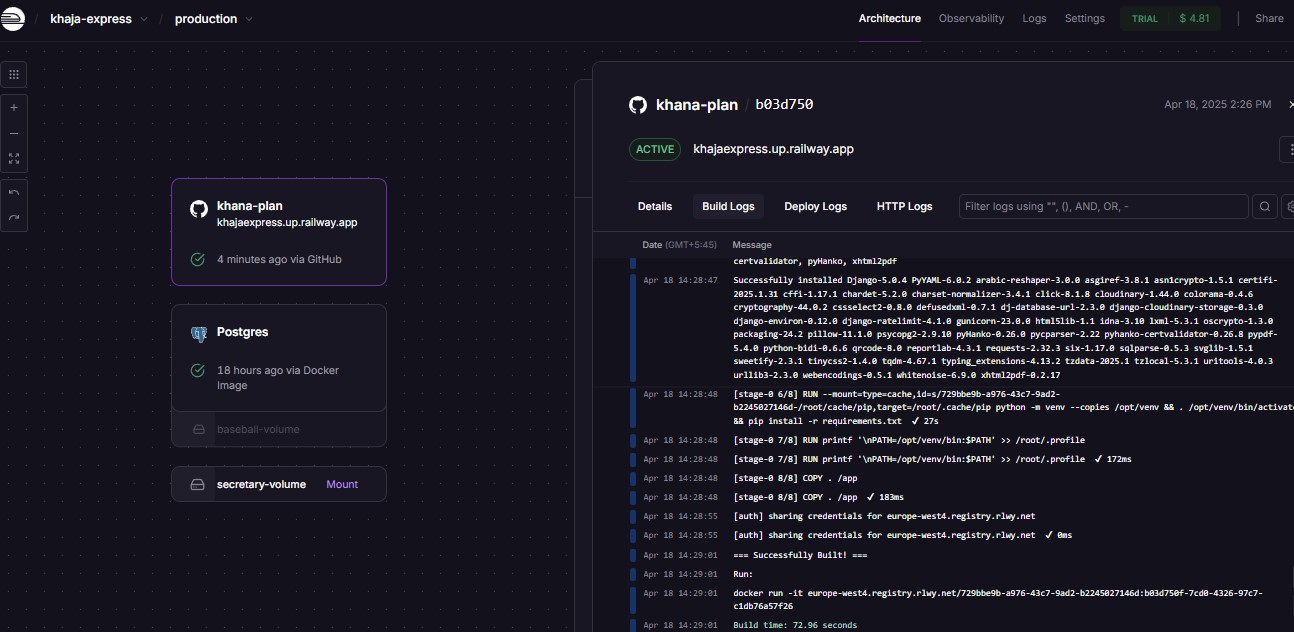 khaja-express / production
Architecture Observability Logs Settings TRIAL $ 4.81 Share
khana-plan
khajaexpress.up.railway.app
4 minutes ago via GitHub
Postgres
18 hours ago via Docker
Image
baseball-volume
secretary-volume Mount
khana-plan / b03d750 Apr 18, 2025 2:26 PM
ACTIVE khajaexpress.up.railway.app
Details Build Logs Deploy Logs HTTP Logs Filter logs using "", (), AND, OR, -
Date (GMT+5:45) Message
certvalidator, pyHanko, xhtml2pdf
Apr 18 14:28:47 Successfully installed Django-5.0.4 PyYAML-6.0.2 arabic-reshaper-3.0.0 asgiref-3.8.1 asn1crypto-1.5.1 certifi-
2025.1.31 cffi-1.17.1 chardet-5.2.0 charset-normalizer-3.4.1 click-8.1.8 cloudinary-1.44.0 colorama-0.4.6
cryptography-44.0.2 cssselect2-0.8.0 defusedxml-0.7.1 dj-database-url-2.3.0 django-cloudinary-storage-0.3.0
django-environ-0.12.0 django-ratelimit-4.1.0 gunicorn-23.0.0 html5lib-1.1 idna-3.10 lxml-5.3.1 oscrypto-1.3.0
packaging-24.2 pillow-11.1.0 psycopg2-2.9.10 pyHanko-0.26.0 pycparser-2.22 pyhanko-certvalidator-0.26.8 pypdf-
5.4.0 python-bidi-0.6.6 qrcode-8.0 reportlab-4.3.1 requests-2.32.3 six-1.17.0 sqlparse-0.5.3 svglib-1.5.1
sweetify-2.3.1 tinycss2-1.4.0 tqdm-4.67.1 typing_extensions-4.13.2 tzdata-2025.1 tzlocal-5.3.1 uritools-4.0.3
urllib3-2.3.0 webencodings-0.5.1 whitenoise-6.9.0 xhtml2pdf-0.2.17
Apr 18 14:28:48 [stage-0 6/8] RUN --mount=type=cache,id=s/729bbe9b-a976-43c7-9ad2-
b2245027146d-/root/cache/pip,target=/root/.cache/pip python -m venv --copies /opt/venv && . /opt/venv/bin/activate
&& pip install -r requirements.txt ✔ 27s
Apr 18 14:28:48 [stage-0 7/8] RUN printf '\nPATH=/opt/venv/bin:$PATH' >> /root/.profile
Apr 18 14:28:48 [stage-0 7/8] RUN printf '\nPATH=/opt/venv/bin:$PATH' >> /root/.profile ✔ 172ms
Apr 18 14:28:48 [stage-0 8/8] COPY . /app
Apr 18 14:28:48 [stage-0 8/8] COPY . /app ✔ 183ms
Apr 18 14:28:55 [auth] sharing credentials for europe-west4.registry.rlwy.net
Apr 18 14:28:55 [auth] sharing credentials for europe-west4.registry.rlwy.net ✔ 0ms
Apr 18 14:29:01 === Successfully Built! ===
Apr 18 14:29:01 Run:
Apr 18 14:29:01 docker run -it europe-west4.registry.rlwy.net/729bbe9b-a976-43c7-9ad2-b2245027146d:b03d750f-7cd0-4326-97c7-
c1db76a57f26
Apr 18 14:29:01 Build time: 72.96 seconds